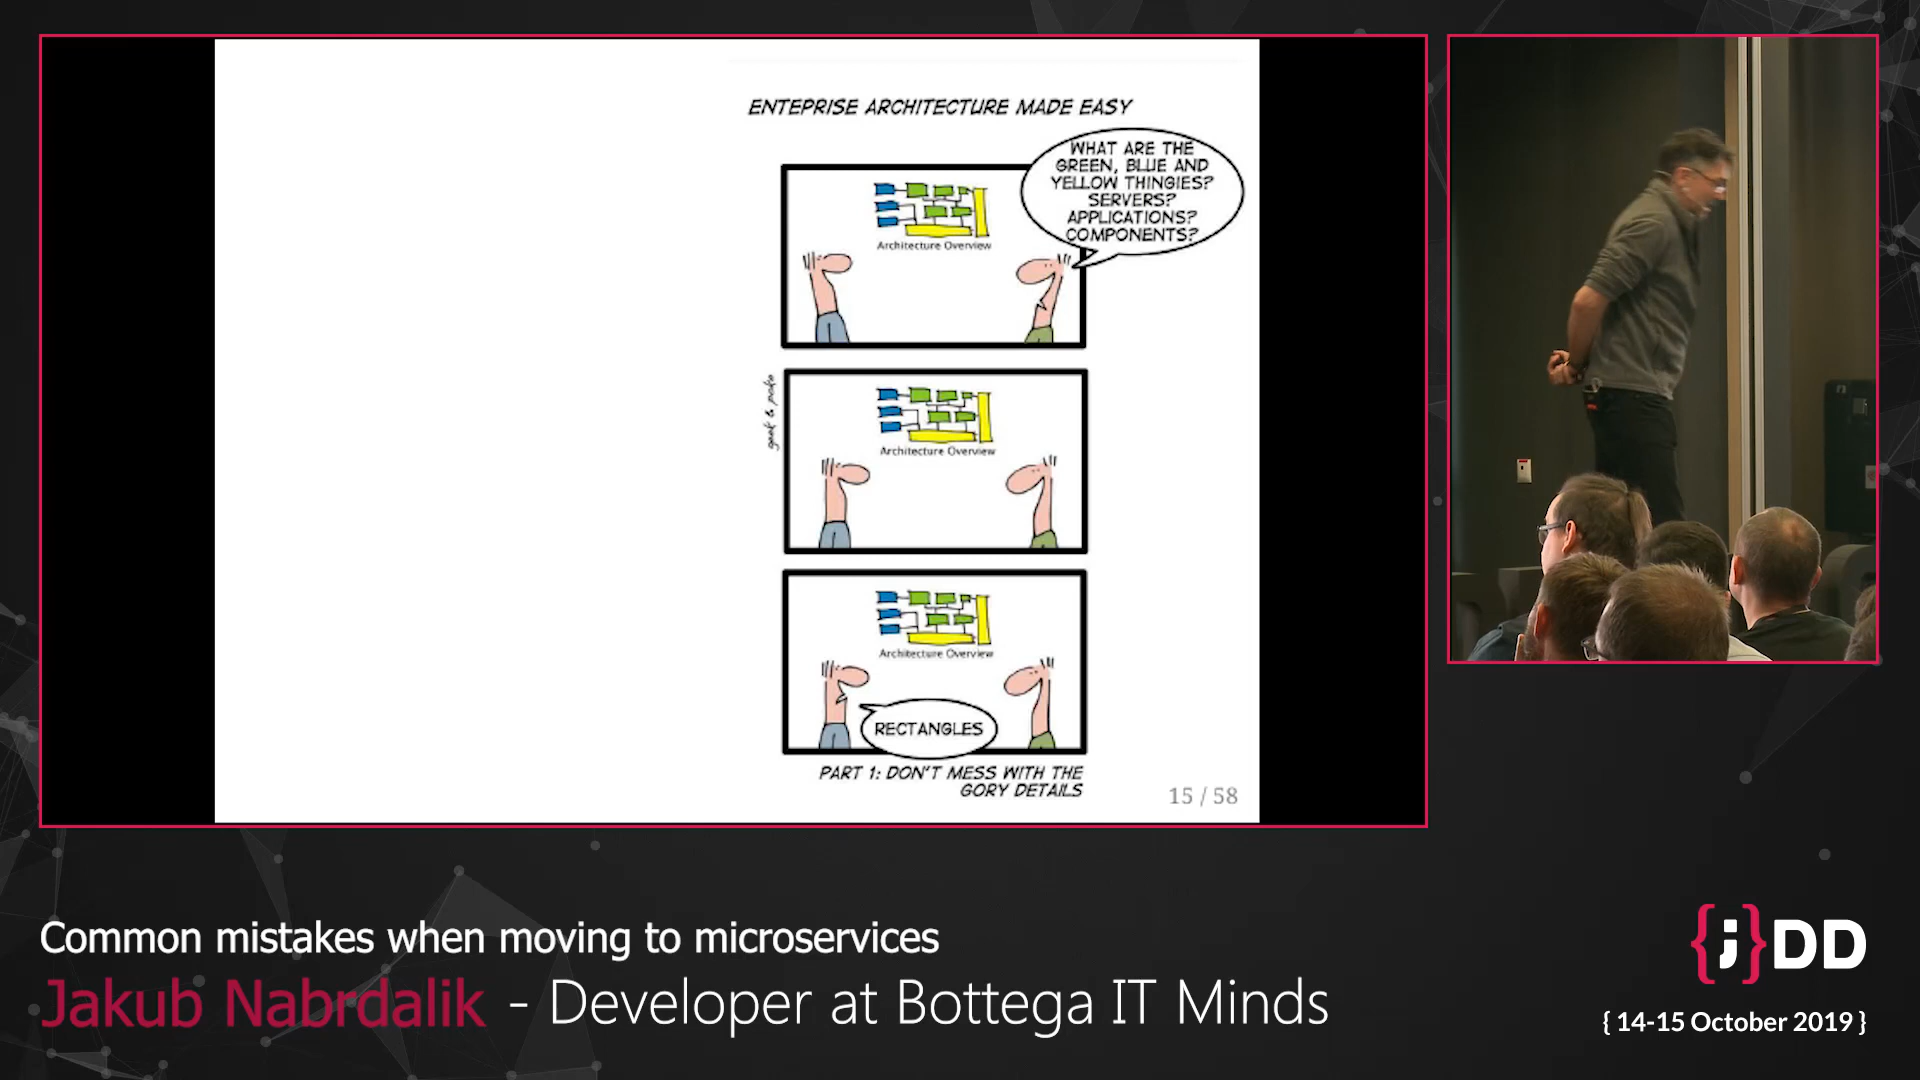 ENTEPRISE ARCHITECTURE MADE EASY
WHAT ARE THE
GREEN, BLUE AND
YELLOW THINGIES?
SERVERS?
APPLICATIONS?
COMPONENTS?
Architecture Overview
geek & poke
Architecture Overview
Architecture Overview
RECTANGLES
PART 1: DON'T MESS WITH THE
GORY DETAILS
15 / 58
Common mistakes when moving to microservices
Jakub Nabrdalik - Developer at Bottega IT Minds
{;}DD
{ 14-15 October 2019 }